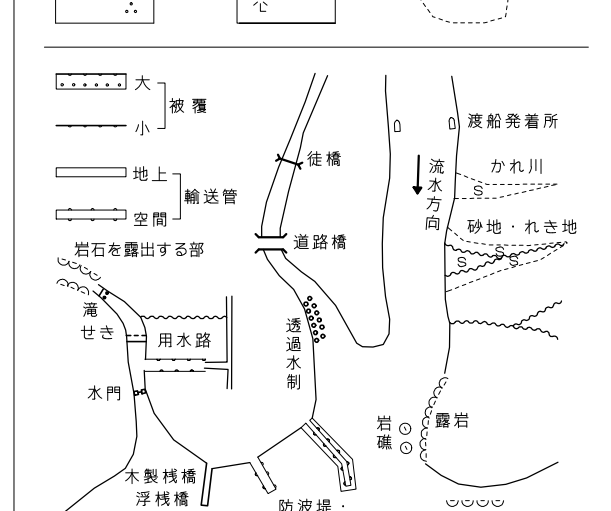 大
被覆
小
地上
輸送管
空間
岩石を露出する部
滝
せき
用水路
水門
木製桟橋
浮桟橋
徒橋
道路橋
透過水制
渡船発着所
流水方向
かれ川
S
砂地・れき地
S
S
S
岩礁
露岩
防波堤・